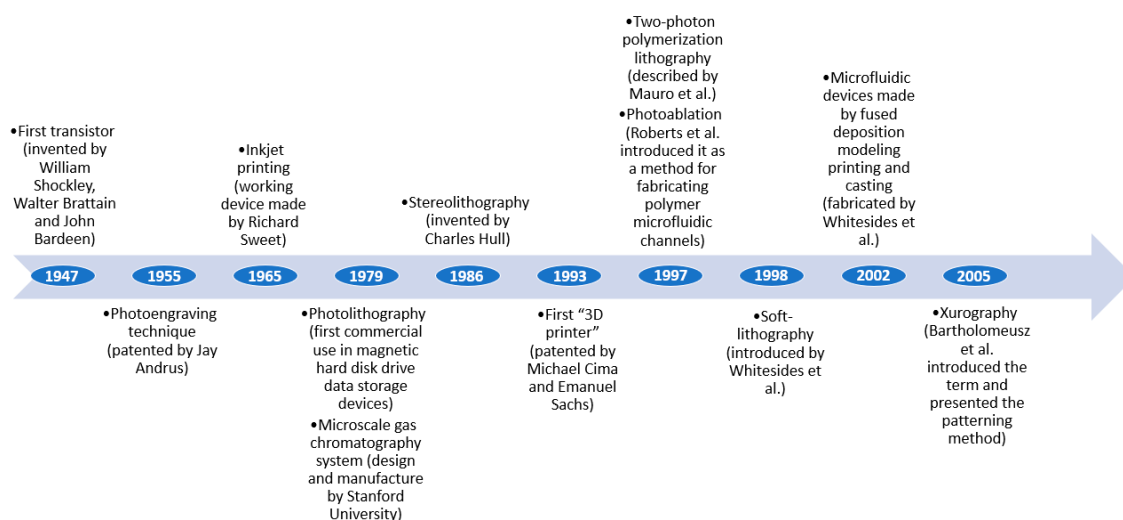 •First transistor
(invented by
William
Shockley,
Walter Brattain
and John
Bardeen)
•Inkjet
printing
(working
device made
by Richard
Sweet)
•Stereolithography
(invented by
Charles Hull)
•Two-photon
polymerization
lithography
(described by
Mauro et al.)
•Photoablation
(Roberts et al.
introduced it as
a method for
fabricating
polymer
microfluidic
channels)
•Microfluidic
devices made
by fused
deposition
modeling
printing and
casting
(fabricated by
Whitesides et
al.)
1947 1955 1965 1979 1986 1993 1997 1998 2002 2005
•Photoengraving
technique
(patented by Jay
Andrus)
•Photolithography
(first commercial
use in magnetic
hard disk drive
data storage
devices)
•Microscale gas
chromatography
system (design
and manufacture
by Stanford
University)
•First “3D
printer”
(patented by
Michael Cima
and Emanuel
Sachs)
•Soft-
lithography
(introduced by
Whitesides et
al.)
•Xurography
(Bartholomeusz
et al.
introduced the
term and
presented the
patterning
method)